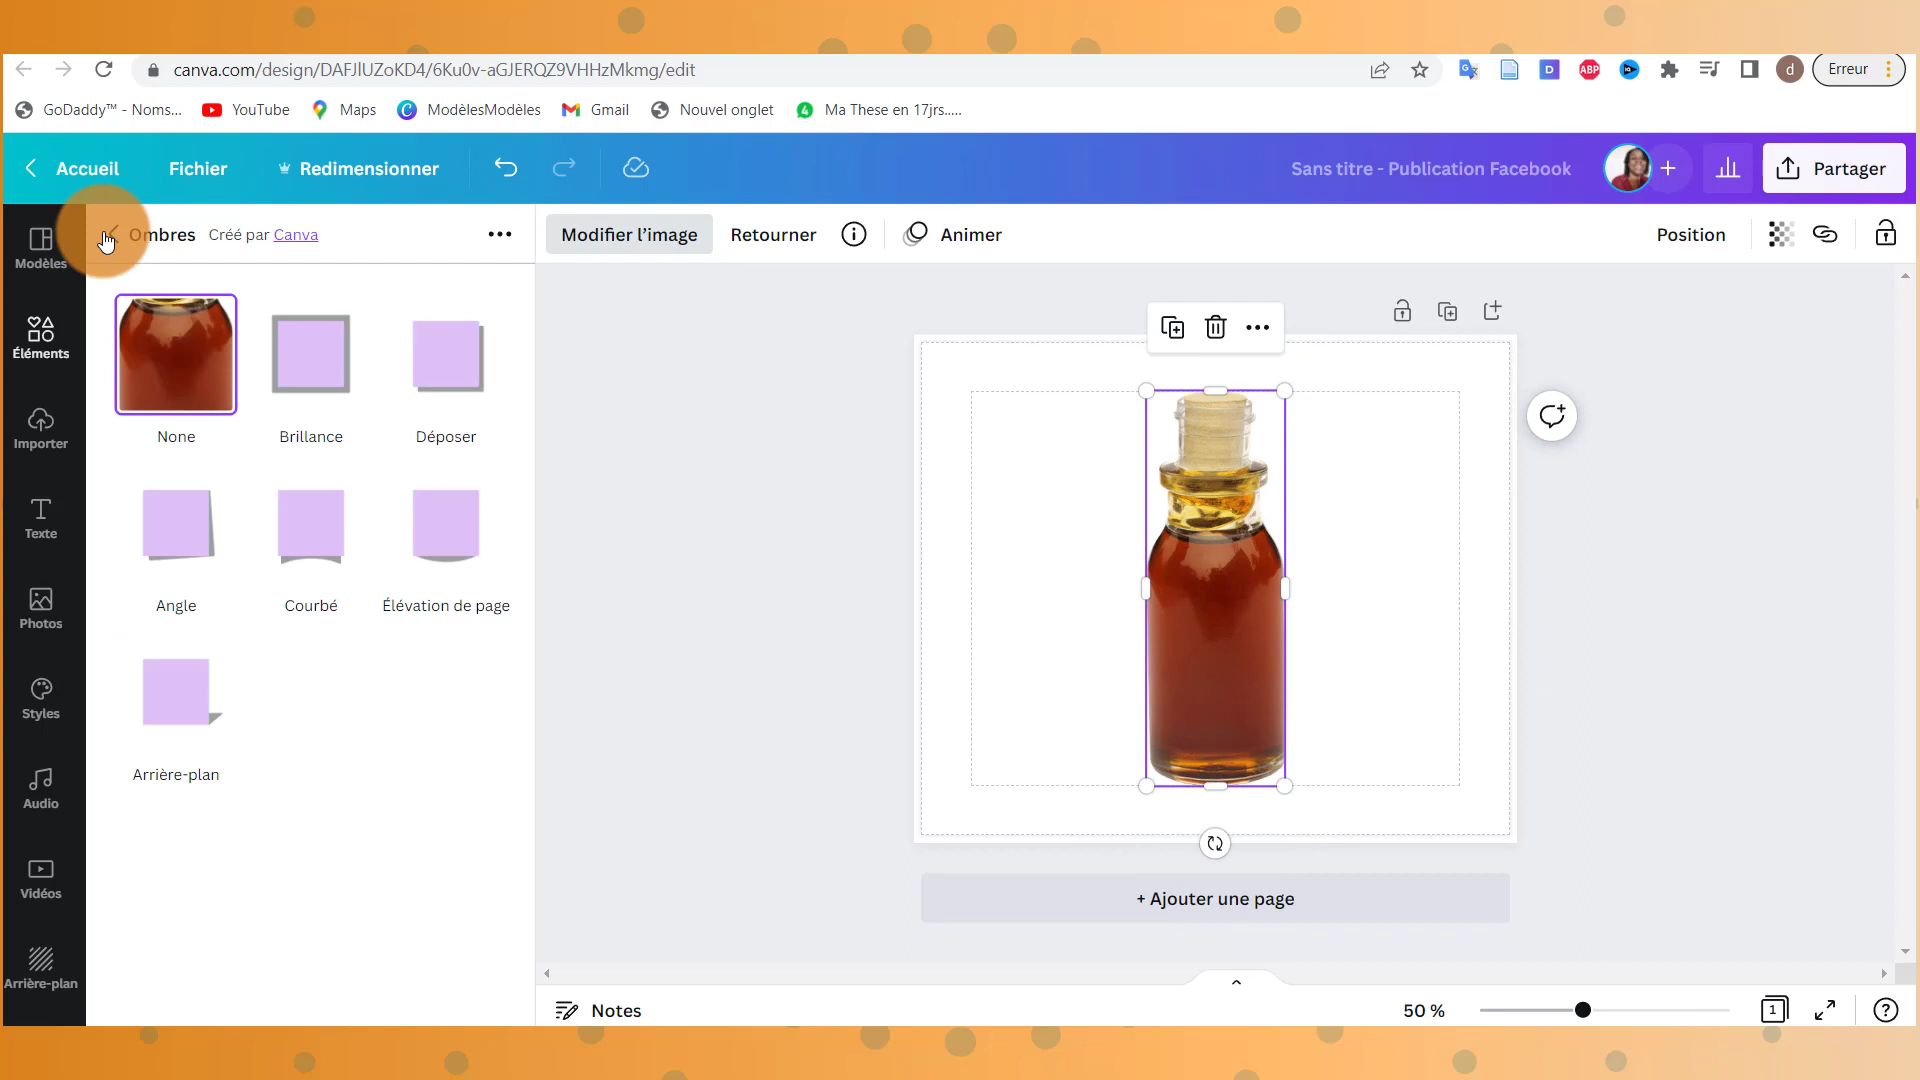 canva.com/design/DAFJlUZoKD4/6Ku0v-aGJERQZ9VHHzMkmg/edit
ABP
D
d
Erreur
GoDaddy™ - Noms...
YouTube
Maps
ModèlesModèles
Gmail
Nouvel onglet
Ma These en 17jrs.....
Accueil
Fichier
Redimensionner
Sans titre - Publication Facebook
Partager
Modèles
Ombres
Créé par Canva
Modifier l’image
Retourner
Animer
Position
Éléments
None
Brillance
Déposer
Importer
Texte
Angle
Courbé
Élévation de page
Photos
Styles
Arrière-plan
Audio
Vidéos
+ Ajouter une page
Arrière-plan
Notes
50 %
1